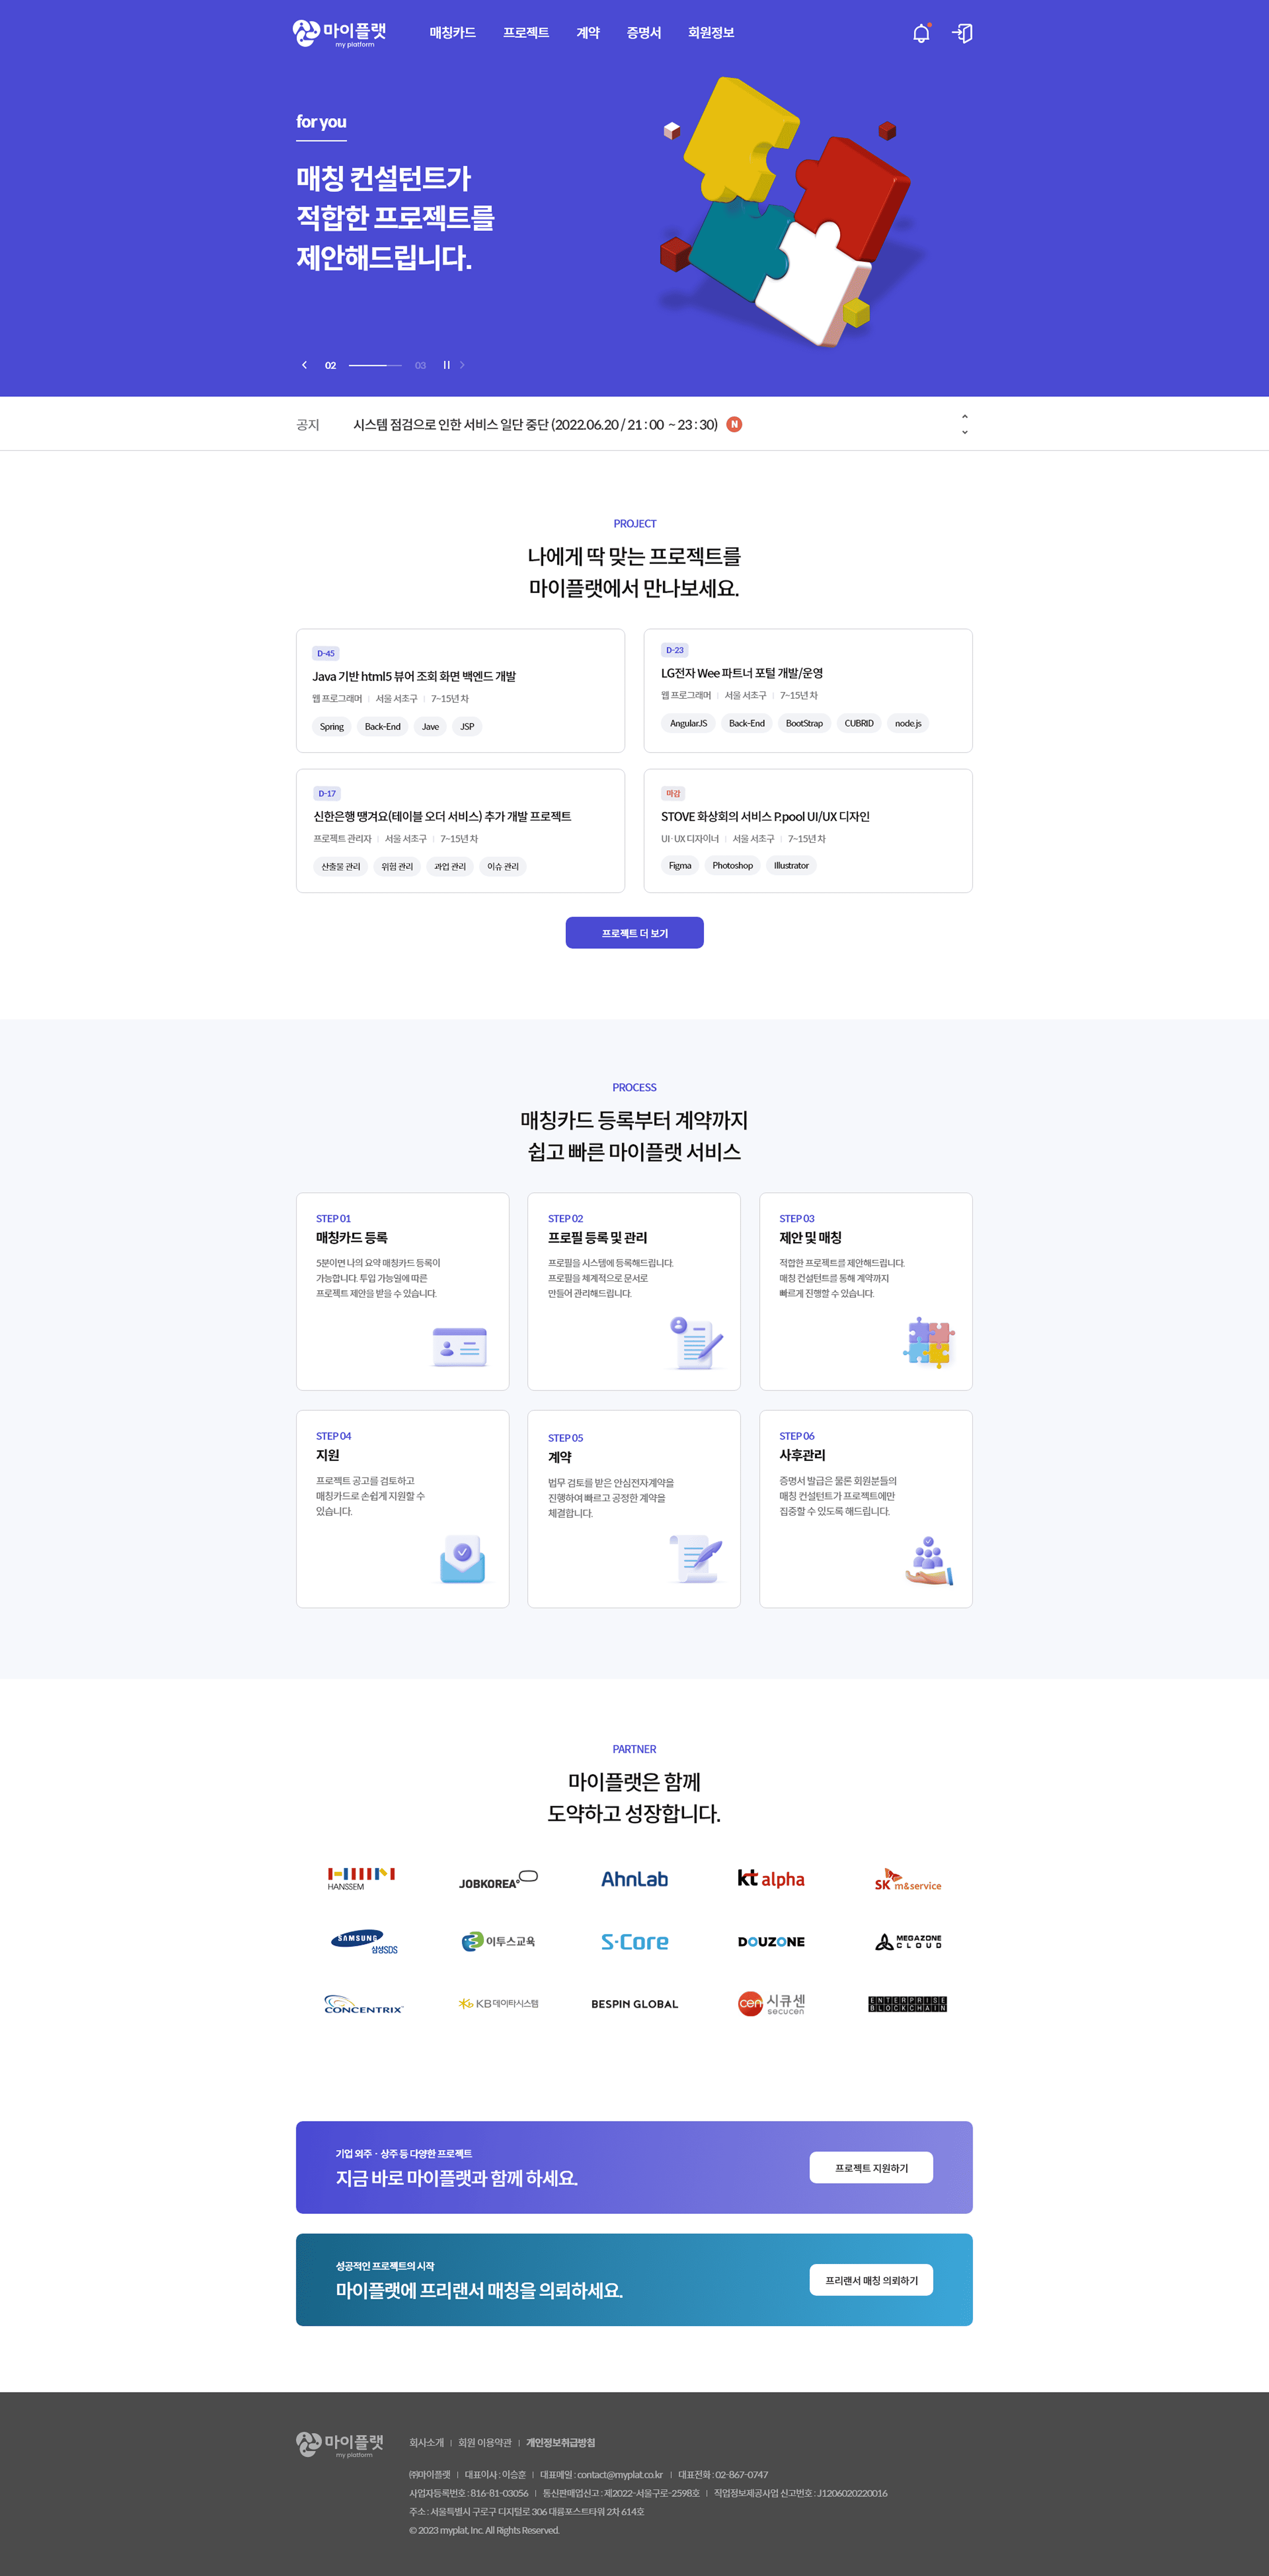 마이플랫
my platform
매칭카드 프로젝트 계약 증명서 회원정보
for you
매칭 컨설턴트가
적합한 프로젝트를
제안해드립니다.
02 03
공지 시스템 점검으로 인한 서비스 일단 중단 (2022.06.20 / 21 : 00 ~ 23 : 30) N
PROJECT
나에게 딱 맞는 프로젝트를
마이플랫에서 만나보세요.
D-45
Java 기반 html5 뷰어 조회 화면 백엔드 개발
웹 프로그래머 서울 서초구 7~15년 차
Spring Back-End Jave JSP
D-23
LG전자 Wee 파트너 포털 개발/운영
웹 프로그래머 서울 서초구 7~15년 차
AngularJS Back-End BootStrap CUBRID node.js
D-17
신한은행 땡겨요(테이블 오더 서비스) 추가 개발 프로젝트
프로젝트 관리자 서울 서초구 7~15년 차
산출물 관리 위험 관리 과업 관리 이슈 관리
마감
STOVE 화상회의 서비스 P.pool UI/UX 디자인
UI·UX 디자이너 서울 서초구 7~15년 차
Figma Photoshop Illustrator
프로젝트 더 보기
PROCESS
매칭카드 등록부터 계약까지
쉽고 빠른 마이플랫 서비스
STEP 01
매칭카드 등록
5분이면 나의 요약 매칭카드 등록이
가능합니다. 투입 가능일에 따른
프로젝트 제안을 받을 수 있습니다.
STEP 02
프로필 등록 및 관리
프로필을 시스템에 등록해드립니다.
프로필을 체계적으로 문서로
만들어 관리해드립니다.
STEP 03
제안 및 매칭
적합한 프로젝트를 제안해드립니다.
매칭 컨설턴트를 통해 계약까지
빠르게 진행할 수 있습니다.
STEP 04
지원
프로젝트 공고를 검토하고
매칭카드로 손쉽게 지원할 수
있습니다.
STEP 05
계약
법무 검토를 받은 안심전자계약을
진행하여 빠르고 공정한 계약을
체결합니다.
STEP 06
사후관리
증명서 발급은 물론 회원분들의
매칭 컨설턴트가 프로젝트에만
집중할 수 있도록 해드립니다.
PARTNER
마이플랫은 함께
도약하고 성장합니다.
HANSSEM
JOBKOREA
AhnLab
kt alpha
SK m&service
SAMSUNG 삼성SDS
이투스교육
S-Core
DOUZONE
MEGAZONE
CLOUD
CONCENTRIX
KB 데이타시스템
BESPIN GLOBAL
cen 시큐센
secucen
ENTERPRISE
BLOCKCHAIN
기업 외주 · 상주 등 다양한 프로젝트
지금 바로 마이플랫과 함께 하세요.
프로젝트 지원하기
성공적인 프로젝트의 시작
마이플랫에 프리랜서 매칭을 의뢰하세요.
프리랜서 매칭 의뢰하기
마이플랫
my platform
회사소개 회원 이용약관 개인정보취급방침
㈜마이플랫 대표이사 : 이승훈 대표메일 : contact@myplat.co.kr 대표전화 : 02-867-0747
사업자등록번호 : 816-81-03056 통신판매업신고 : 제2022-서울구로-2598호 직업정보제공사업 신고번호 : J1206020220016
주소 : 서울특별시 구로구 디지털로 306 대륭포스트타워 2차 614호
© 2023 myplat, Inc. All Rights Reserved.